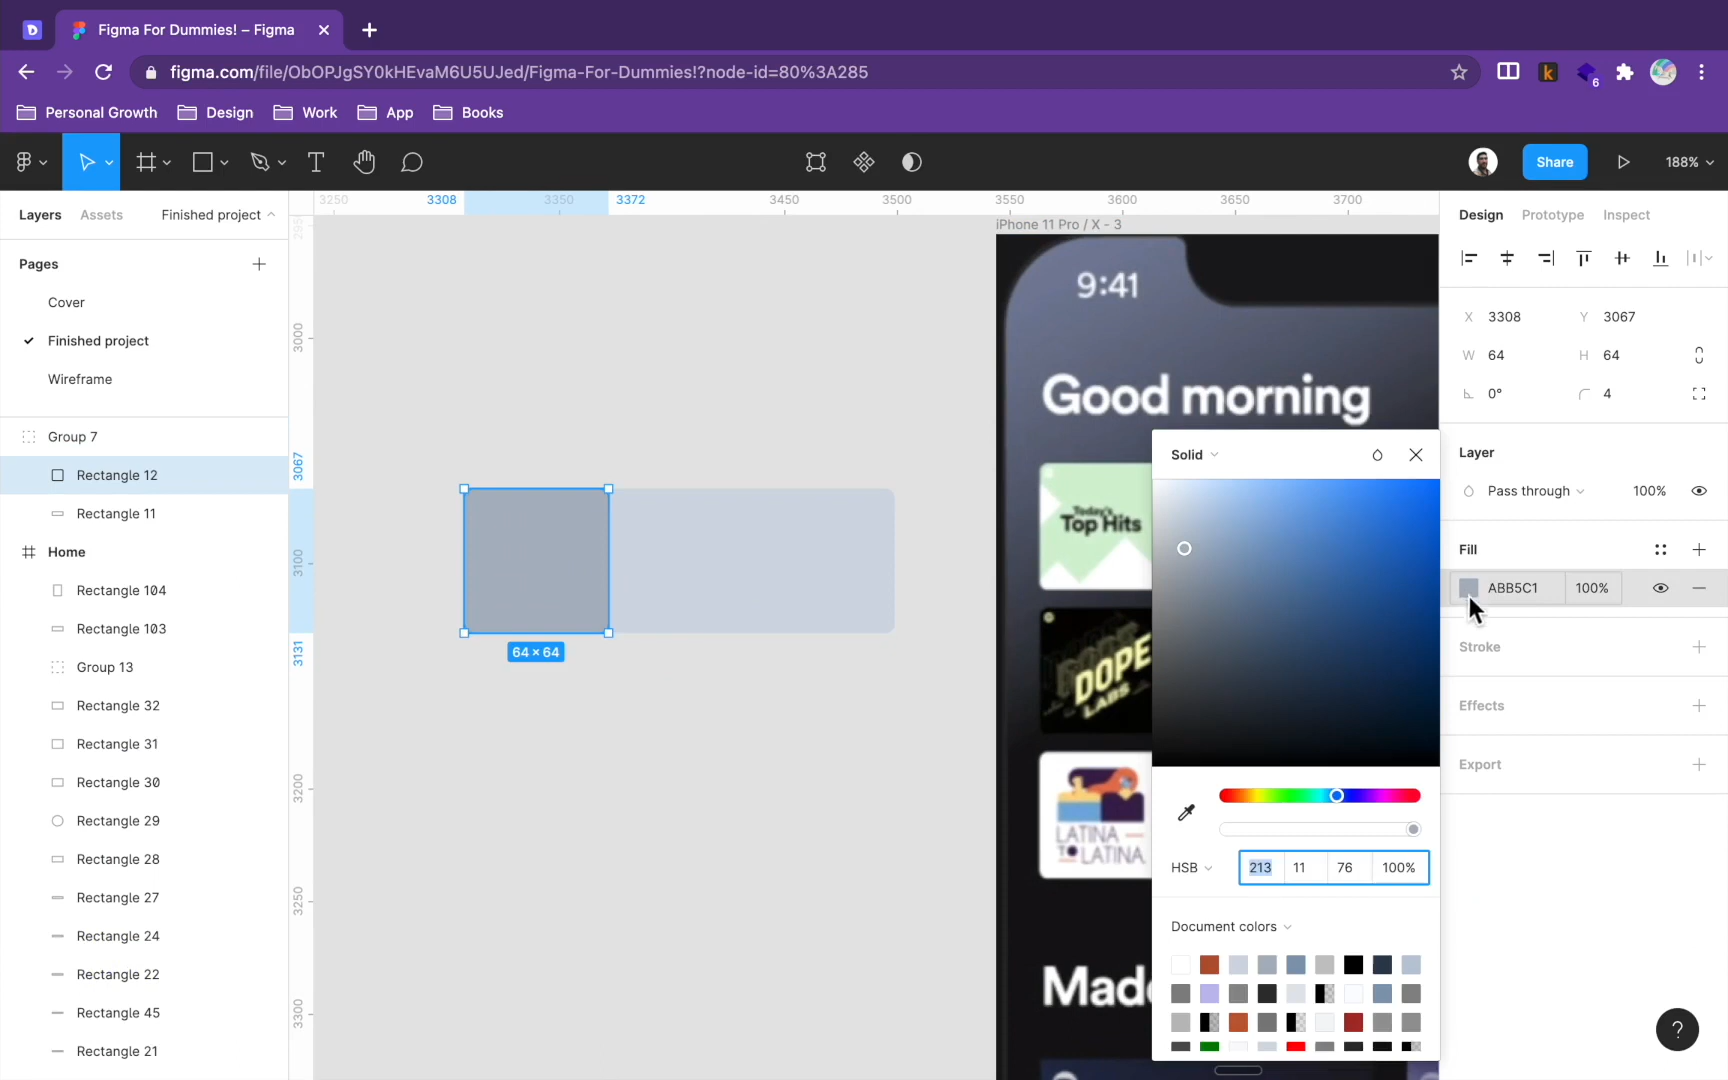 Figma For Dummies! – Figma
figma.com/file/ObOPJgSY0kHEvaM6U5UJed/Figma-For-Dummies!?node-id=80%3A285
6
Personal Growth Design Work App Books
Share 188%
Layers Assets Finished project
3250 3308 3350 3372 3450 3500 3550 3600 3650 3700
Design Prototype Inspect
iPhone 11 Pro / X - 3
Pages
Cover
Finished project
Wireframe
Group 7
Rectangle 12
Rectangle 11
Home
Rectangle 104
Rectangle 103
Group 13
Rectangle 32
Rectangle 31
Rectangle 30
Rectangle 29
Rectangle 28
Rectangle 27
Rectangle 24
Rectangle 22
Rectangle 45
Rectangle 21
3000
3067
3100
3131
3200
3250
3300
64 × 64
9:41
Good morning
Today's
Top Hits
DOPE
LABS
LATINA
TO LATINA
Made
Solid
HSB 213 11 76 100%
Document colors
X 3308 Y 3067
W 64 H 64
0° 4
Layer
Pass through 100%
Fill
ABB5C1 100%
Stroke
Effects
Export
?